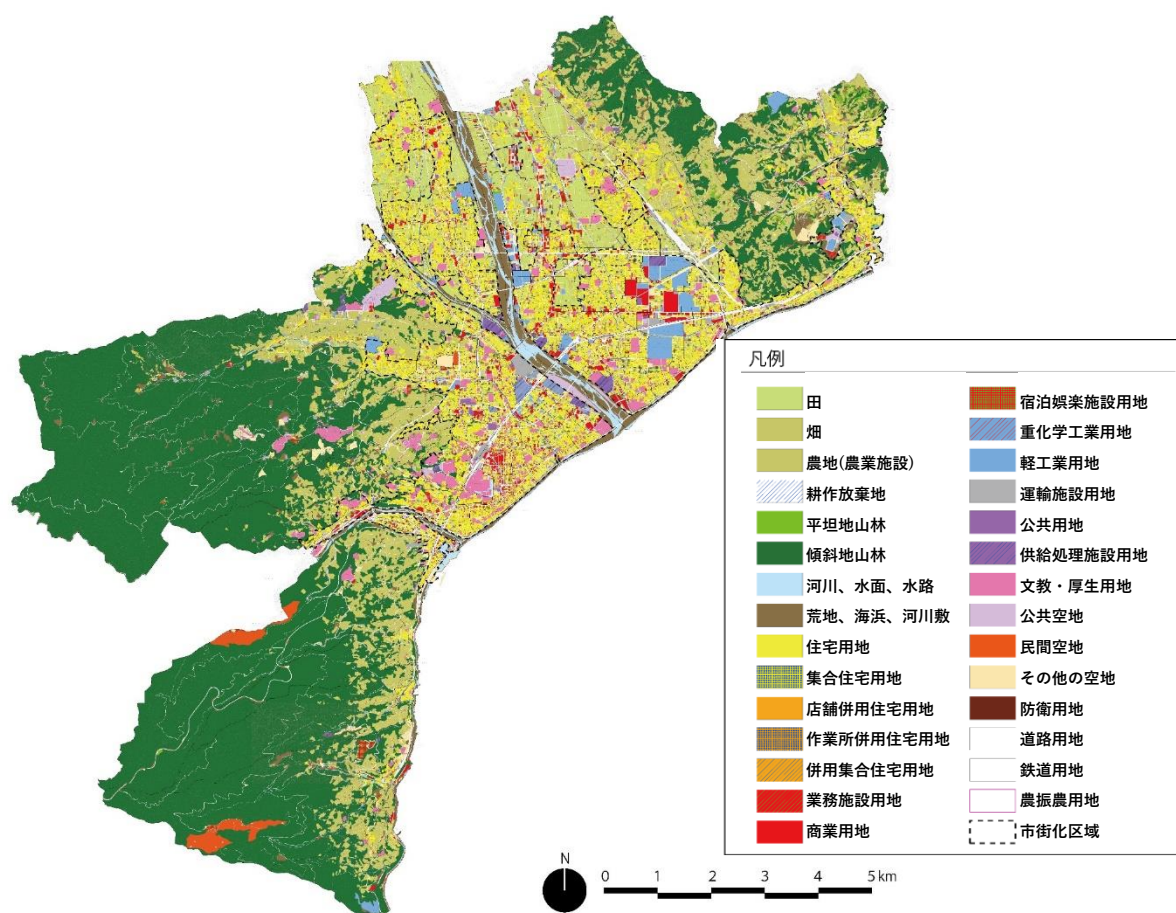 凡例
田
畑
農地(農業施設)
耕作放棄地
平坦地山林
傾斜地山林
河川、水面、水路
荒地、海浜、河川敷
住宅用地
集合住宅用地
店舗併用住宅用地
作業所併用住宅用地
併用集合住宅用地
業務施設用地
商業用地
宿泊娯楽施設用地
重化学工業用地
軽工業用地
運輸施設用地
公共用地
供給処理施設用地
文教・厚生用地
公共空地
民間空地
その他の空地
防衛用地
道路用地
鉄道用地
農振農用地
市街化区域
N
0 1 2 3 4 5 km